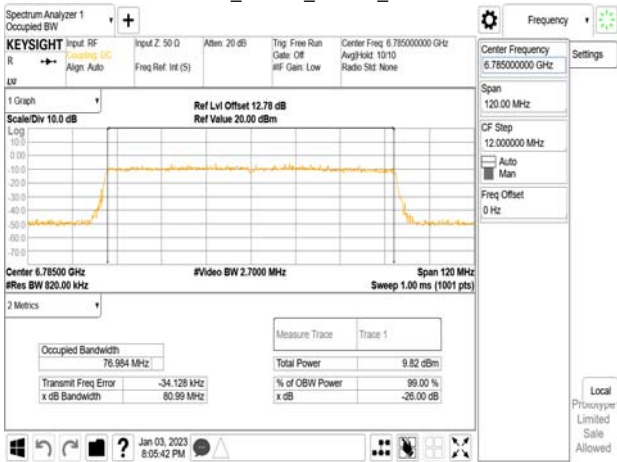 Spectrum Analyzer 1
Occupied BW
Frequency
KEYSIGHT
R
LXI
Input: RF
Coupling: DC
Align: Auto
Input Z: 50 Ω
Freq Ref: Int (S)
Atten: 20 dB
Trig: Free Run
Gate: Off
#IF Gain: Low
Center Freq: 6.785000000 GHz
Avg|Hold: 10/10
Radio Std: None
Center Frequency
6.785000000 GHz
Settings
Span
120.00 MHz
CF Step
12.000000 MHz
Auto
Man
Freq Offset
0 Hz
1 Graph
Scale/Div 10.0 dB
Ref Lvl Offset 12.78 dB
Ref Value 20.00 dBm
Log
10.0
0.00
-10.0
-20.0
-30.0
-40.0
-50.0
-60.0
-70.0
Center 6.78500 GHz
#Res BW 820.00 kHz
#Video BW 2.7000 MHz
Span 120 MHz
Sweep 1.00 ms (1001 pts)
2 Metrics
Measure Trace Trace 1
Occupied Bandwidth
76.984 MHz
Total Power 9.82 dBm
Transmit Freq Error -34.128 kHz
% of OBW Power 99.00 %
x dB Bandwidth 80.99 MHz
x dB -26.00 dB
Local
Prototype
Limited
Sale
Allowed
?
Jan 03, 2023
8:05:42 PM